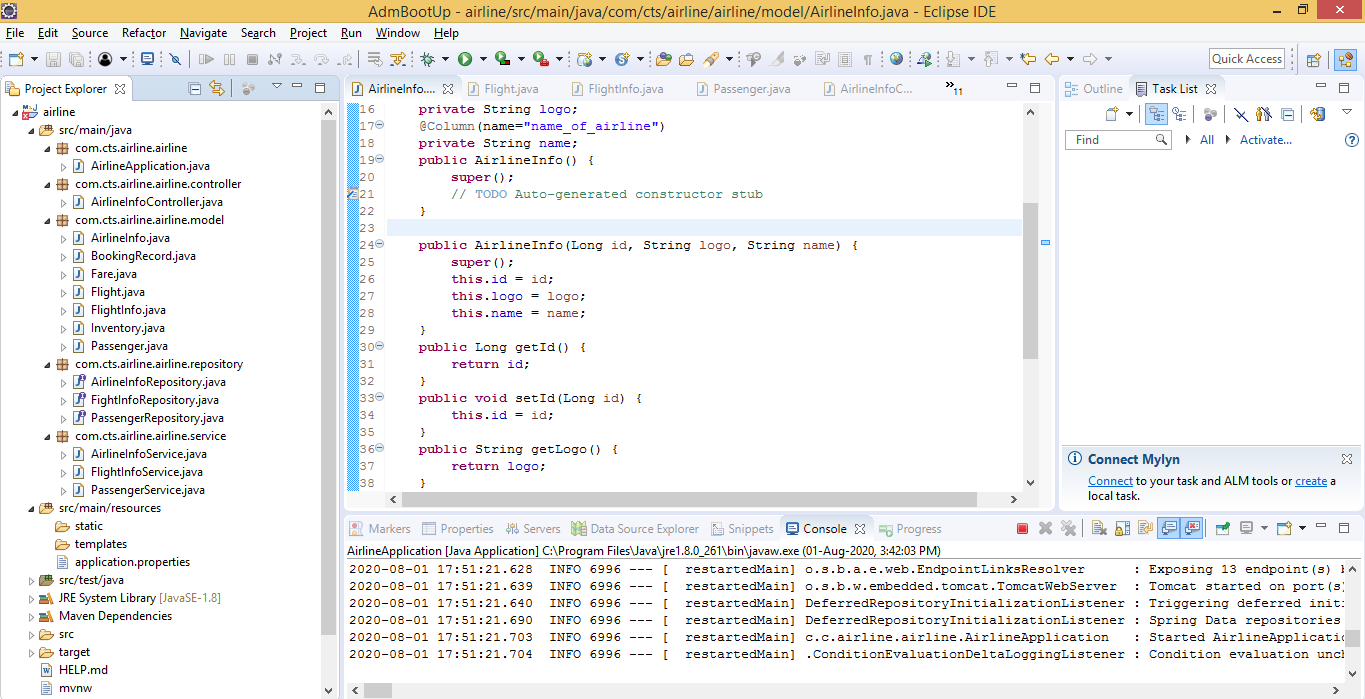 AdmBootUp - airline/src/main/java/com/cts/airline/airline/model/AirlineInfo.java - Eclipse IDE
File Edit Source Refactor Navigate Search Project Run Window Help
Quick Access
Project Explorer
airline
src/main/java
com.cts.airline.airline
AirlineApplication.java
com.cts.airline.airline.controller
AirlineInfoController.java
com.cts.airline.airline.model
AirlineInfo.java
BookingRecord.java
Fare.java
Flight.java
FlightInfo.java
Inventory.java
Passenger.java
com.cts.airline.airline.repository
AirlineInfoRepository.java
FightInfoRepository.java
PassengerRepository.java
com.cts.airline.airline.service
AirlineInfoService.java
FlightInfoService.java
PassengerService.java
src/main/resources
static
templates
application.properties
src/test/java
JRE System Library [JavaSE-1.8]
Maven Dependencies
src
target
HELP.md
mvnw
AirlineInfo.... Flight.java FlightInfo.java Passenger.java AirlineInfoC... »11
16 private String logo;
17 @Column(name="name_of_airline")
18 private String name;
19 public AirlineInfo() {
20 super();
21 // TODO Auto-generated constructor stub
22 }
23
24 public AirlineInfo(Long id, String logo, String name) {
25 super();
26 this.id = id;
27 this.logo = logo;
28 this.name = name;
29 }
30 public Long getId() {
31 return id;
32 }
33 public void setId(Long id) {
34 this.id = id;
35 }
36 public String getLogo() {
37 return logo;
38 }
Outline Task List
Find All Activate...
Connect Mylyn
Connect to your task and ALM tools or create a
local task.
Markers Properties Servers Data Source Explorer Snippets Console Progress
AirlineApplication [Java Application] C:\Program Files\Java\jre1.8.0_261\bin\javaw.exe (01-Aug-2020, 3:42:03 PM)
2020-08-01 17:51:21.628 INFO 6996 --- [ restartedMain] o.s.b.a.e.web.EndpointLinksResolver : Exposing 13 endpoint(s)
2020-08-01 17:51:21.639 INFO 6996 --- [ restartedMain] o.s.b.w.embedded.tomcat.TomcatWebServer : Tomcat started on port(s)
2020-08-01 17:51:21.640 INFO 6996 --- [ restartedMain] DeferredRepositoryInitializationListener : Triggering deferred init
2020-08-01 17:51:21.690 INFO 6996 --- [ restartedMain] DeferredRepositoryInitializationListener : Spring Data repositories
2020-08-01 17:51:21.703 INFO 6996 --- [ restartedMain] c.c.airline.airline.AirlineApplication : Started AirlineApplicati
2020-08-01 17:51:21.704 INFO 6996 --- [ restartedMain] .ConditionEvaluationDeltaLoggingListener : Condition evaluation unc